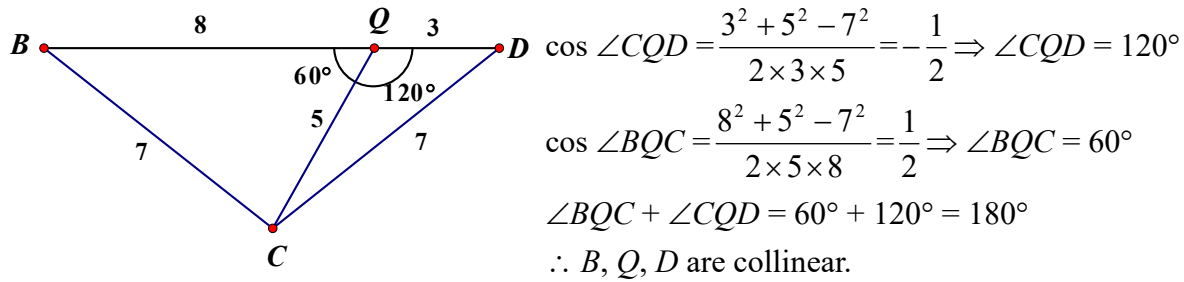 8
Q
3
B
D
60°
120°
5
7
7
C
cos ∠CQD = (3² + 5² − 7²)/(2 × 3 × 5) = −1/2 ⇒ ∠CQD = 120°
cos ∠BQC = (8² + 5² − 7²)/(2 × 5 × 8) = 1/2 ⇒ ∠BQC = 60°
∠BQC + ∠CQD = 60° + 120° = 180°
∴ B, Q, D are collinear.